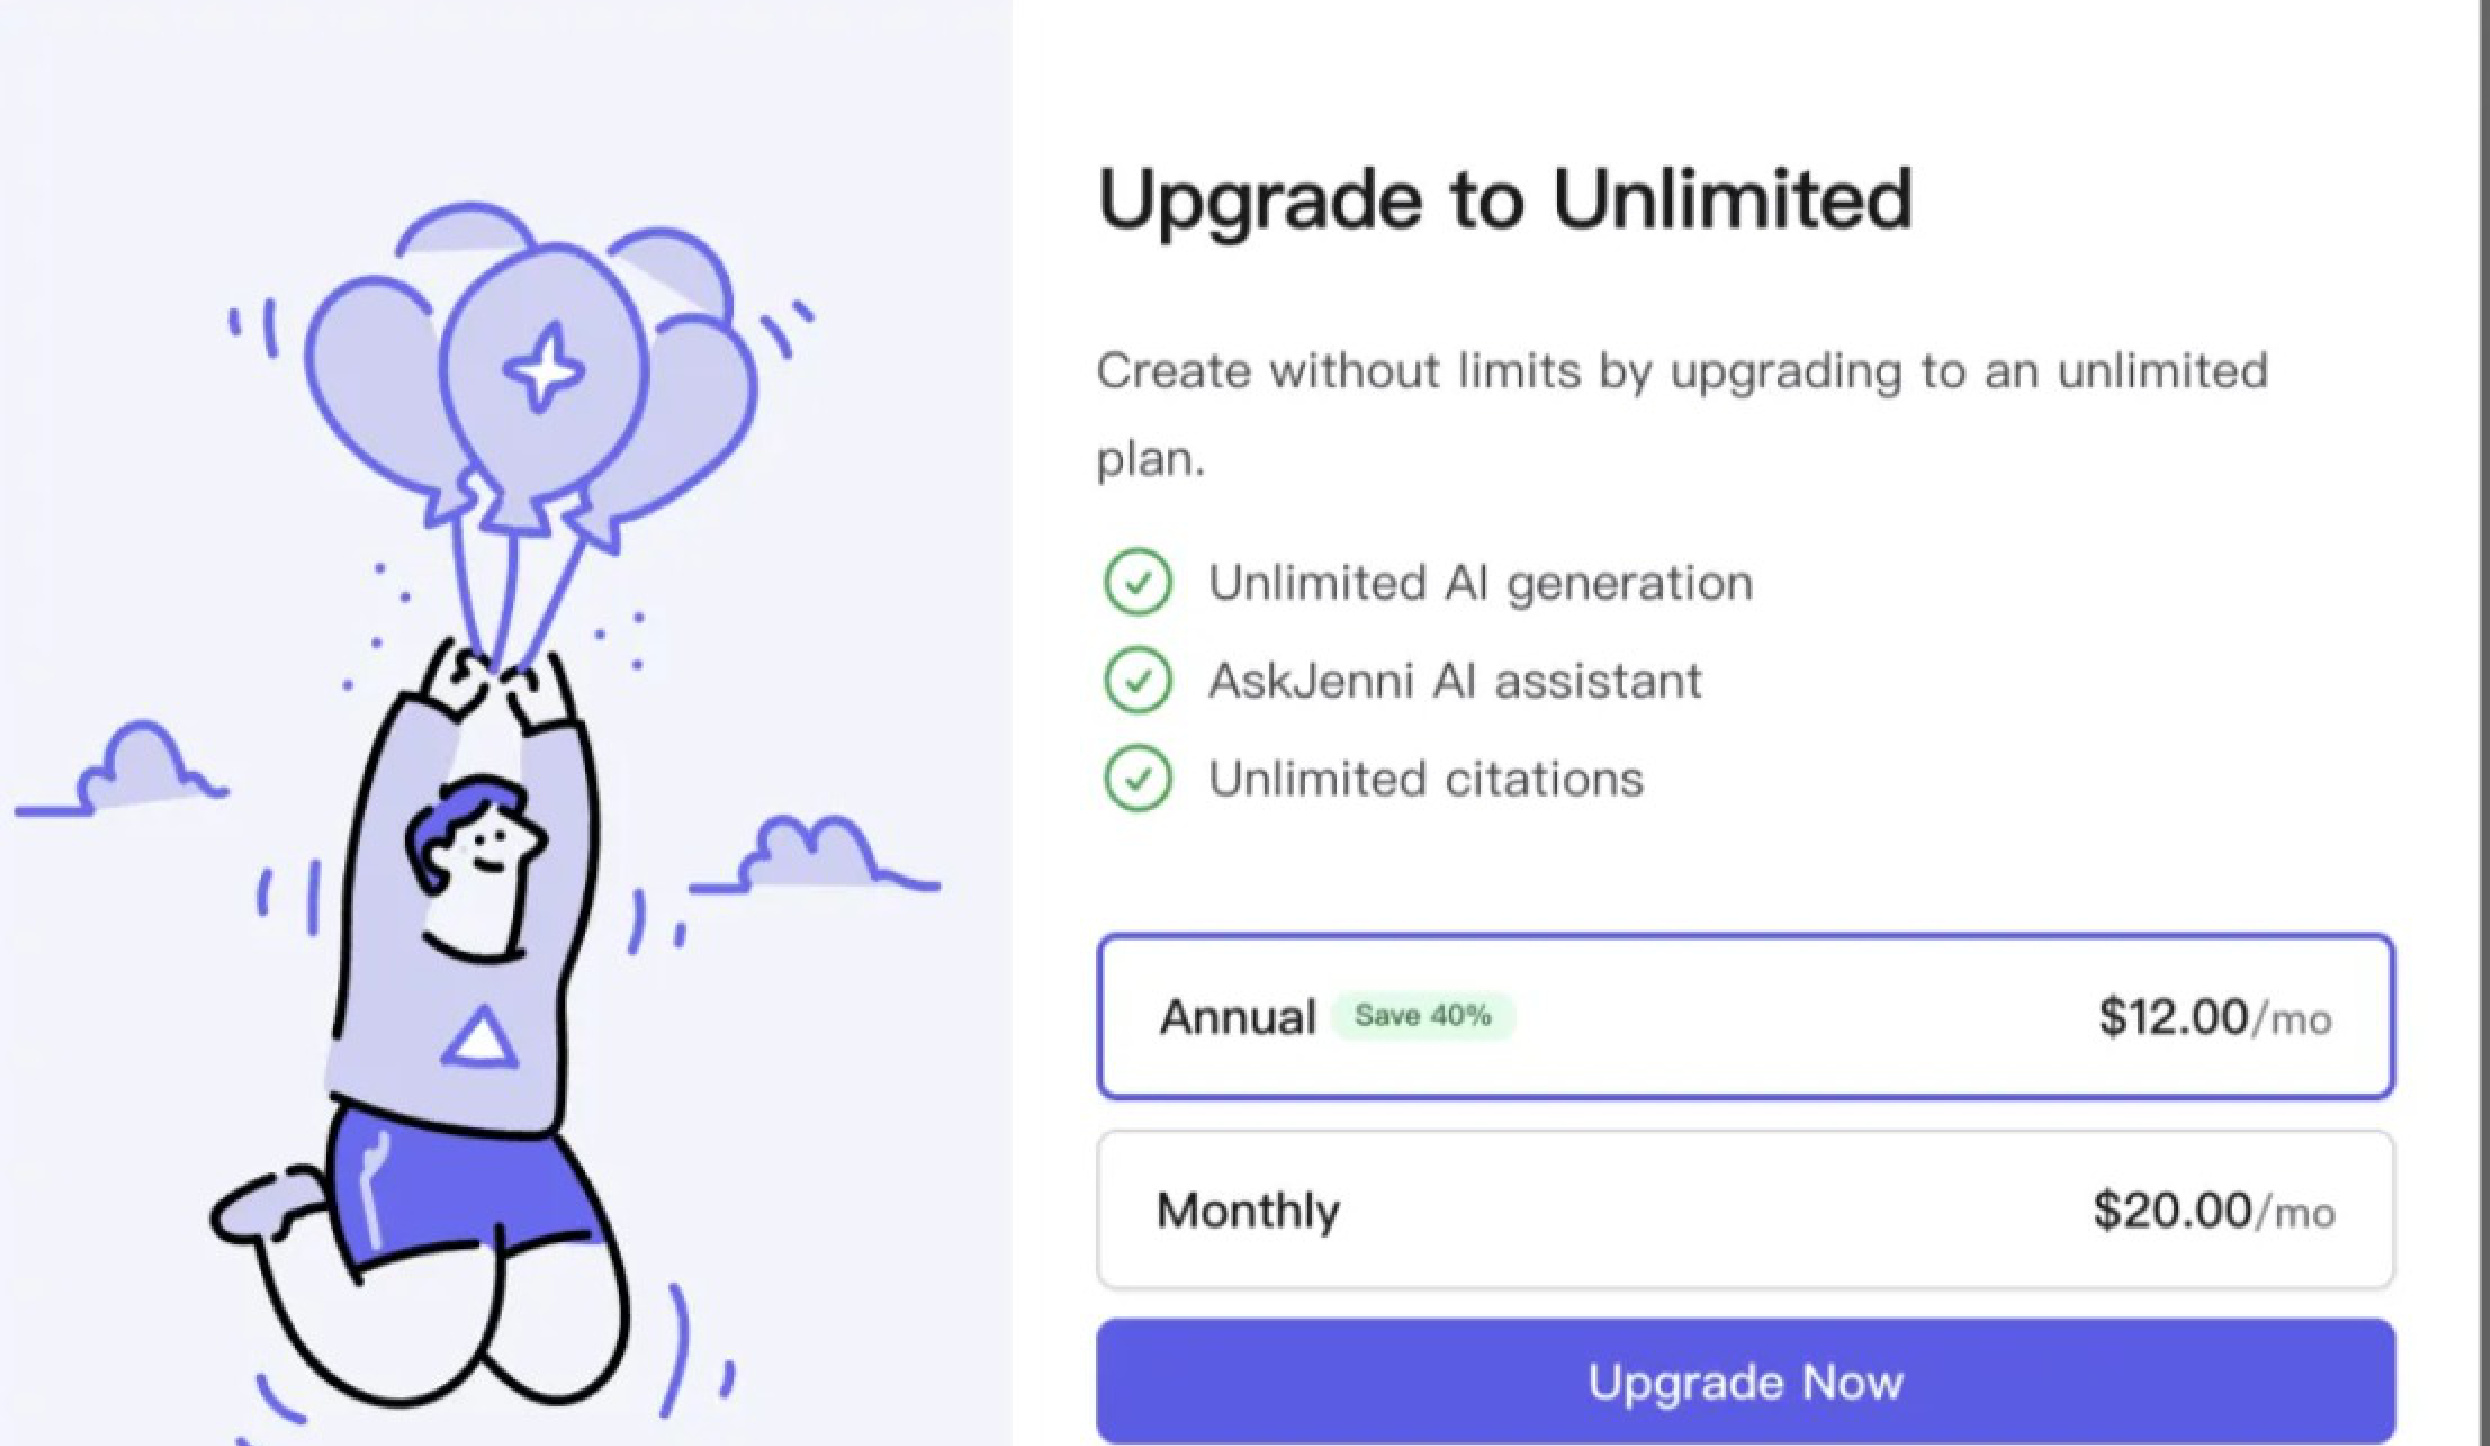 Upgrade to Unlimited
Create without limits by upgrading to an unlimited
plan.
Unlimited AI generation
AskJenni AI assistant
Unlimited citations
Annual Save 40% $12.00/mo
Monthly $20.00/mo
Upgrade Now